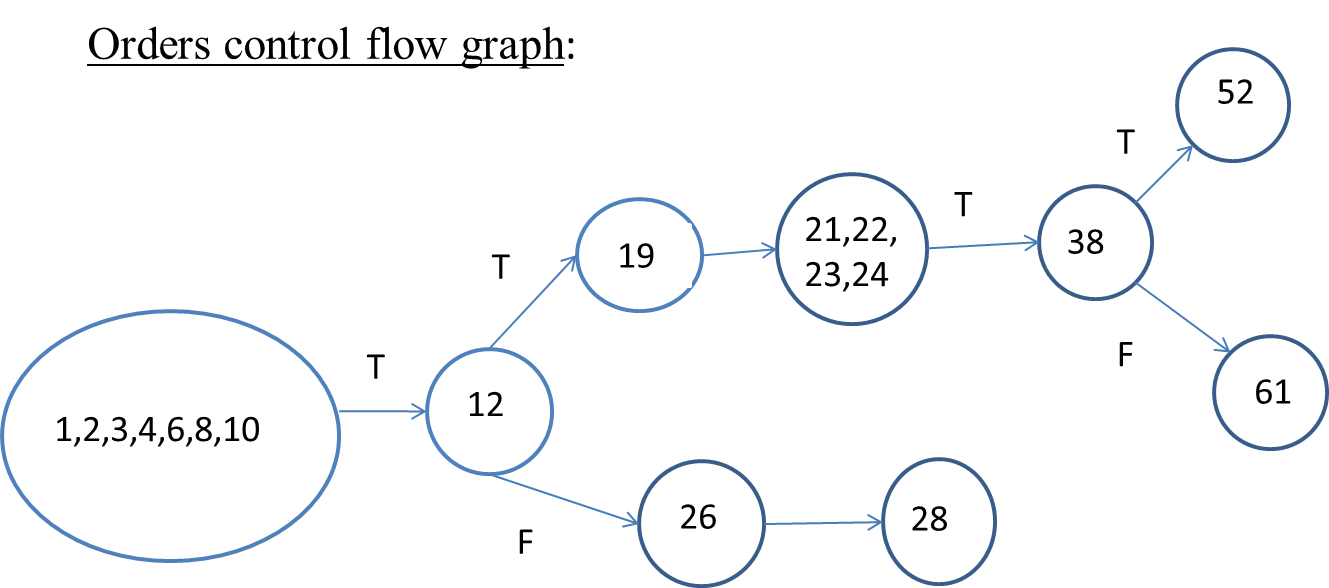 Orders control flow graph:
52
T
T
21,22,
23,24
38
19
T
F
T
61
12
1,2,3,4,6,8,10
26
28
F